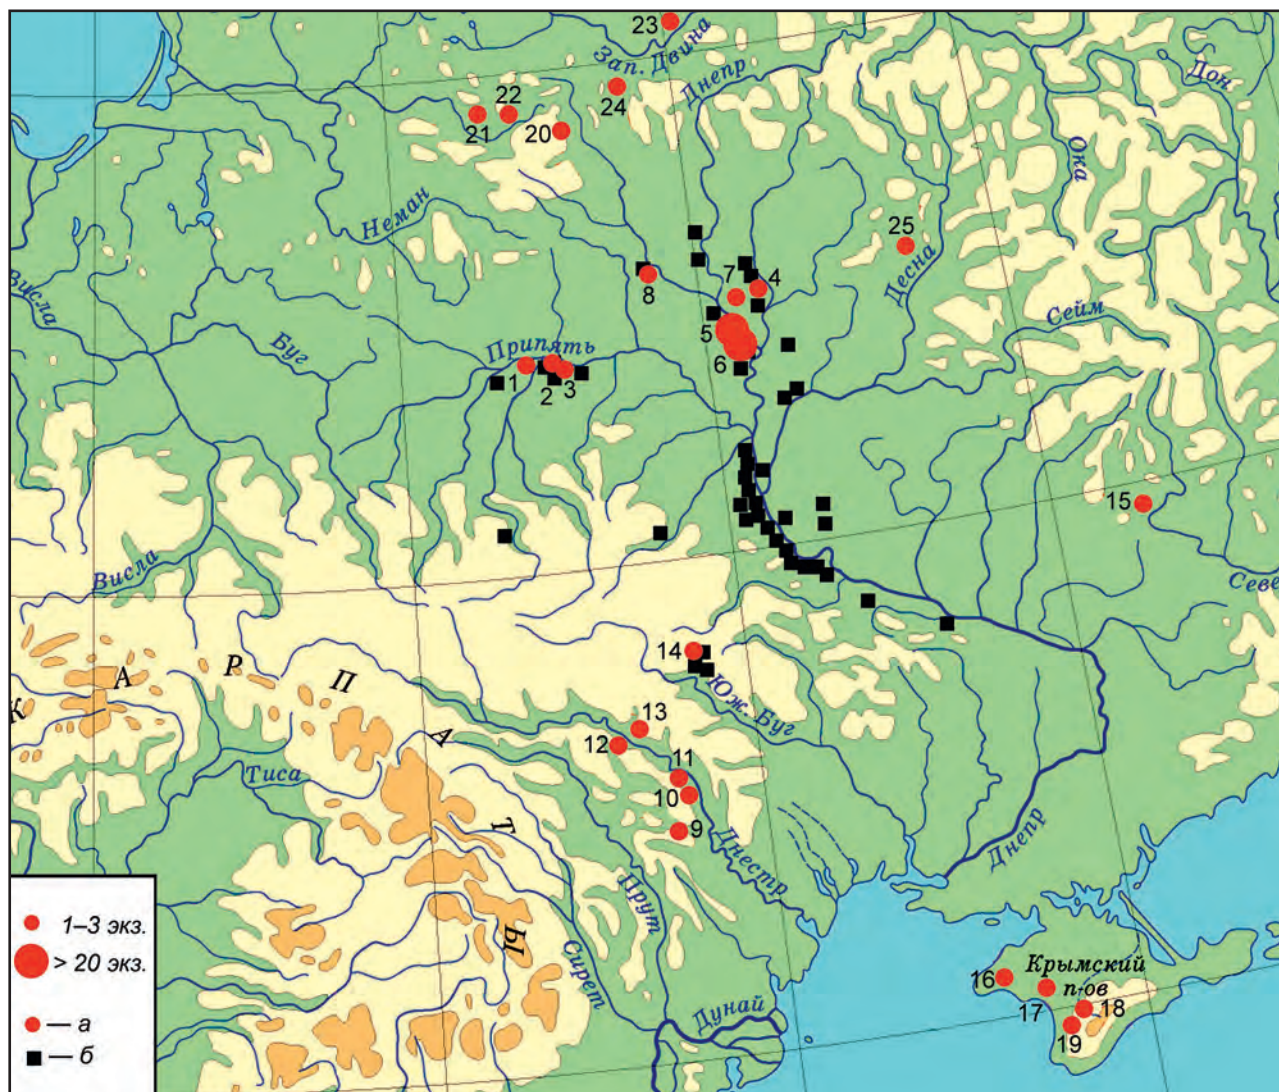 23
Зап. Двина
Днепр
Дон
22
24
21
20
Ока
Неман
25
Десна
7
4
8
Висла
Сейм
5
Буг
Припять
6
1
2
3
15
Висла
Севе
14
К
А
Р
П
А
Т
Ы
Юж. Буг
13
12
11
Тиса
10
9
Днестр
Днепр
Прут
Сирет
1–3 экз.
> 20 экз.
— а
— б
16
Крымский
п-ов
17
18
19
Дунай